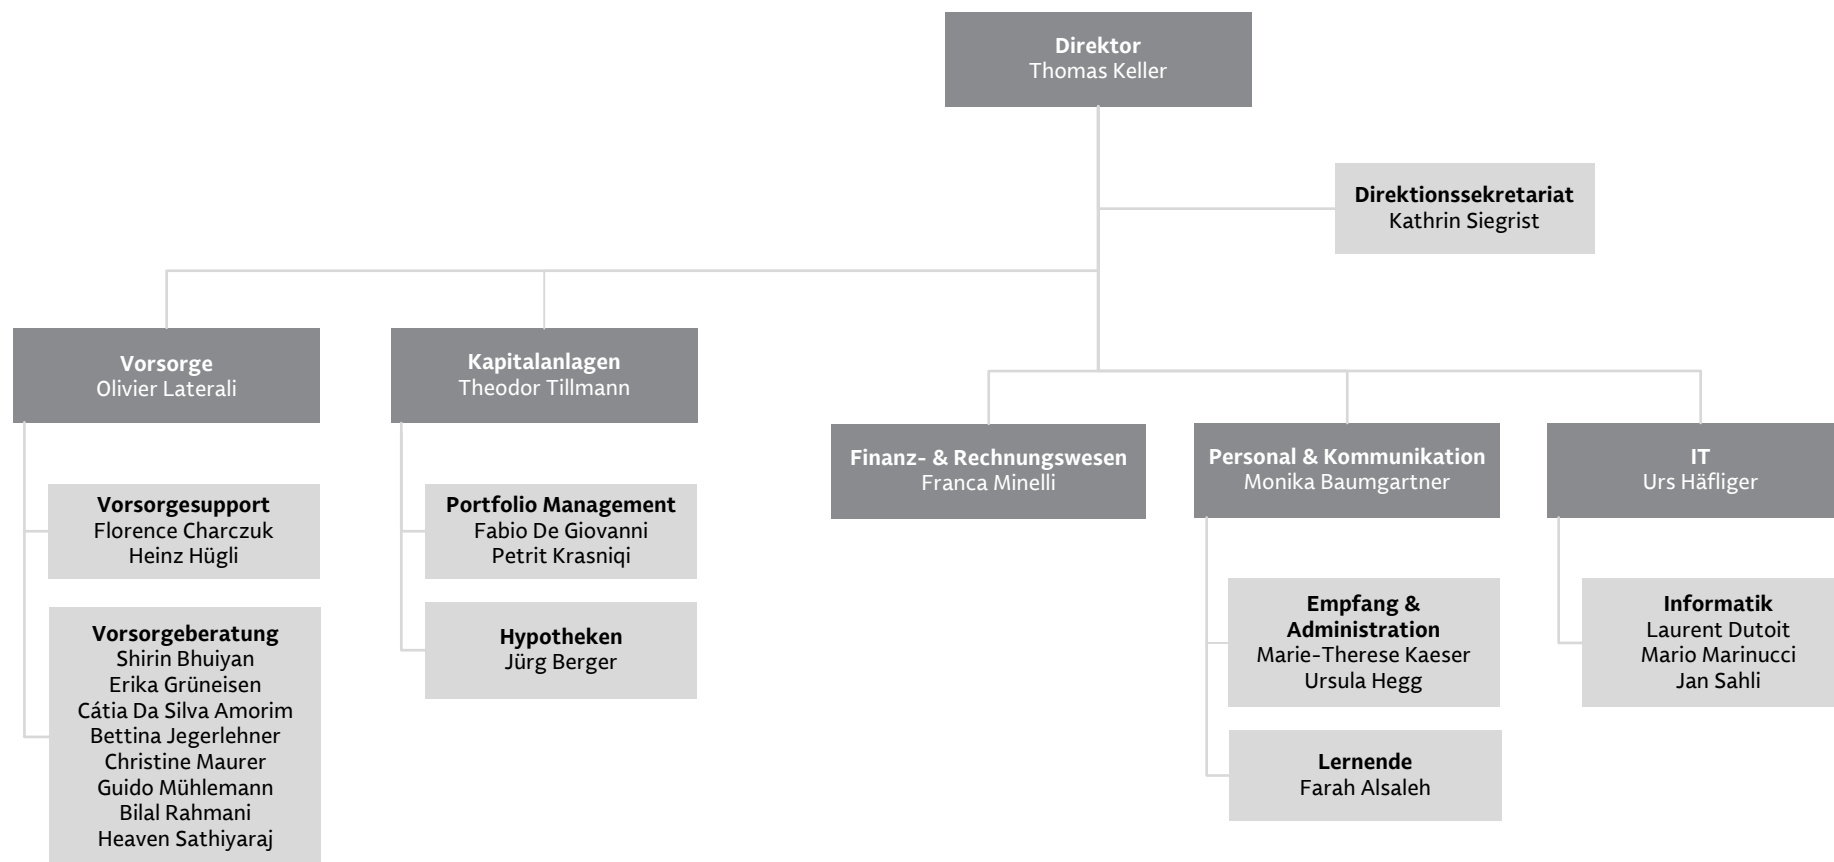 Direktor
Thomas Keller
Direktionssekretariat
Kathrin Siegrist
Vorsorge
Olivier Laterali
Kapitalanlagen
Theodor Tillmann
Finanz- & Rechnungswesen
Franca Minelli
Personal & Kommunikation
Monika Baumgartner
IT
Urs Häfliger
Vorsorgesupport
Florence Charczuk
Heinz Hügli
Portfolio Management
Fabio De Giovanni
Petrit Krasniqi
Empfang &
Administration
Marie-Therese Kaeser
Ursula Hegg
Informatik
Laurent Dutoit
Mario Marinucci
Jan Sahli
Vorsorgeberatung
Shirin Bhuiyan
Erika Grüneisen
Cátia Da Silva Amorim
Bettina Jegerlehner
Christine Maurer
Guido Mühlemann
Bilal Rahmani
Heaven Sathiyaraj
Hypotheken
Jürg Berger
Lernende
Farah Alsaleh